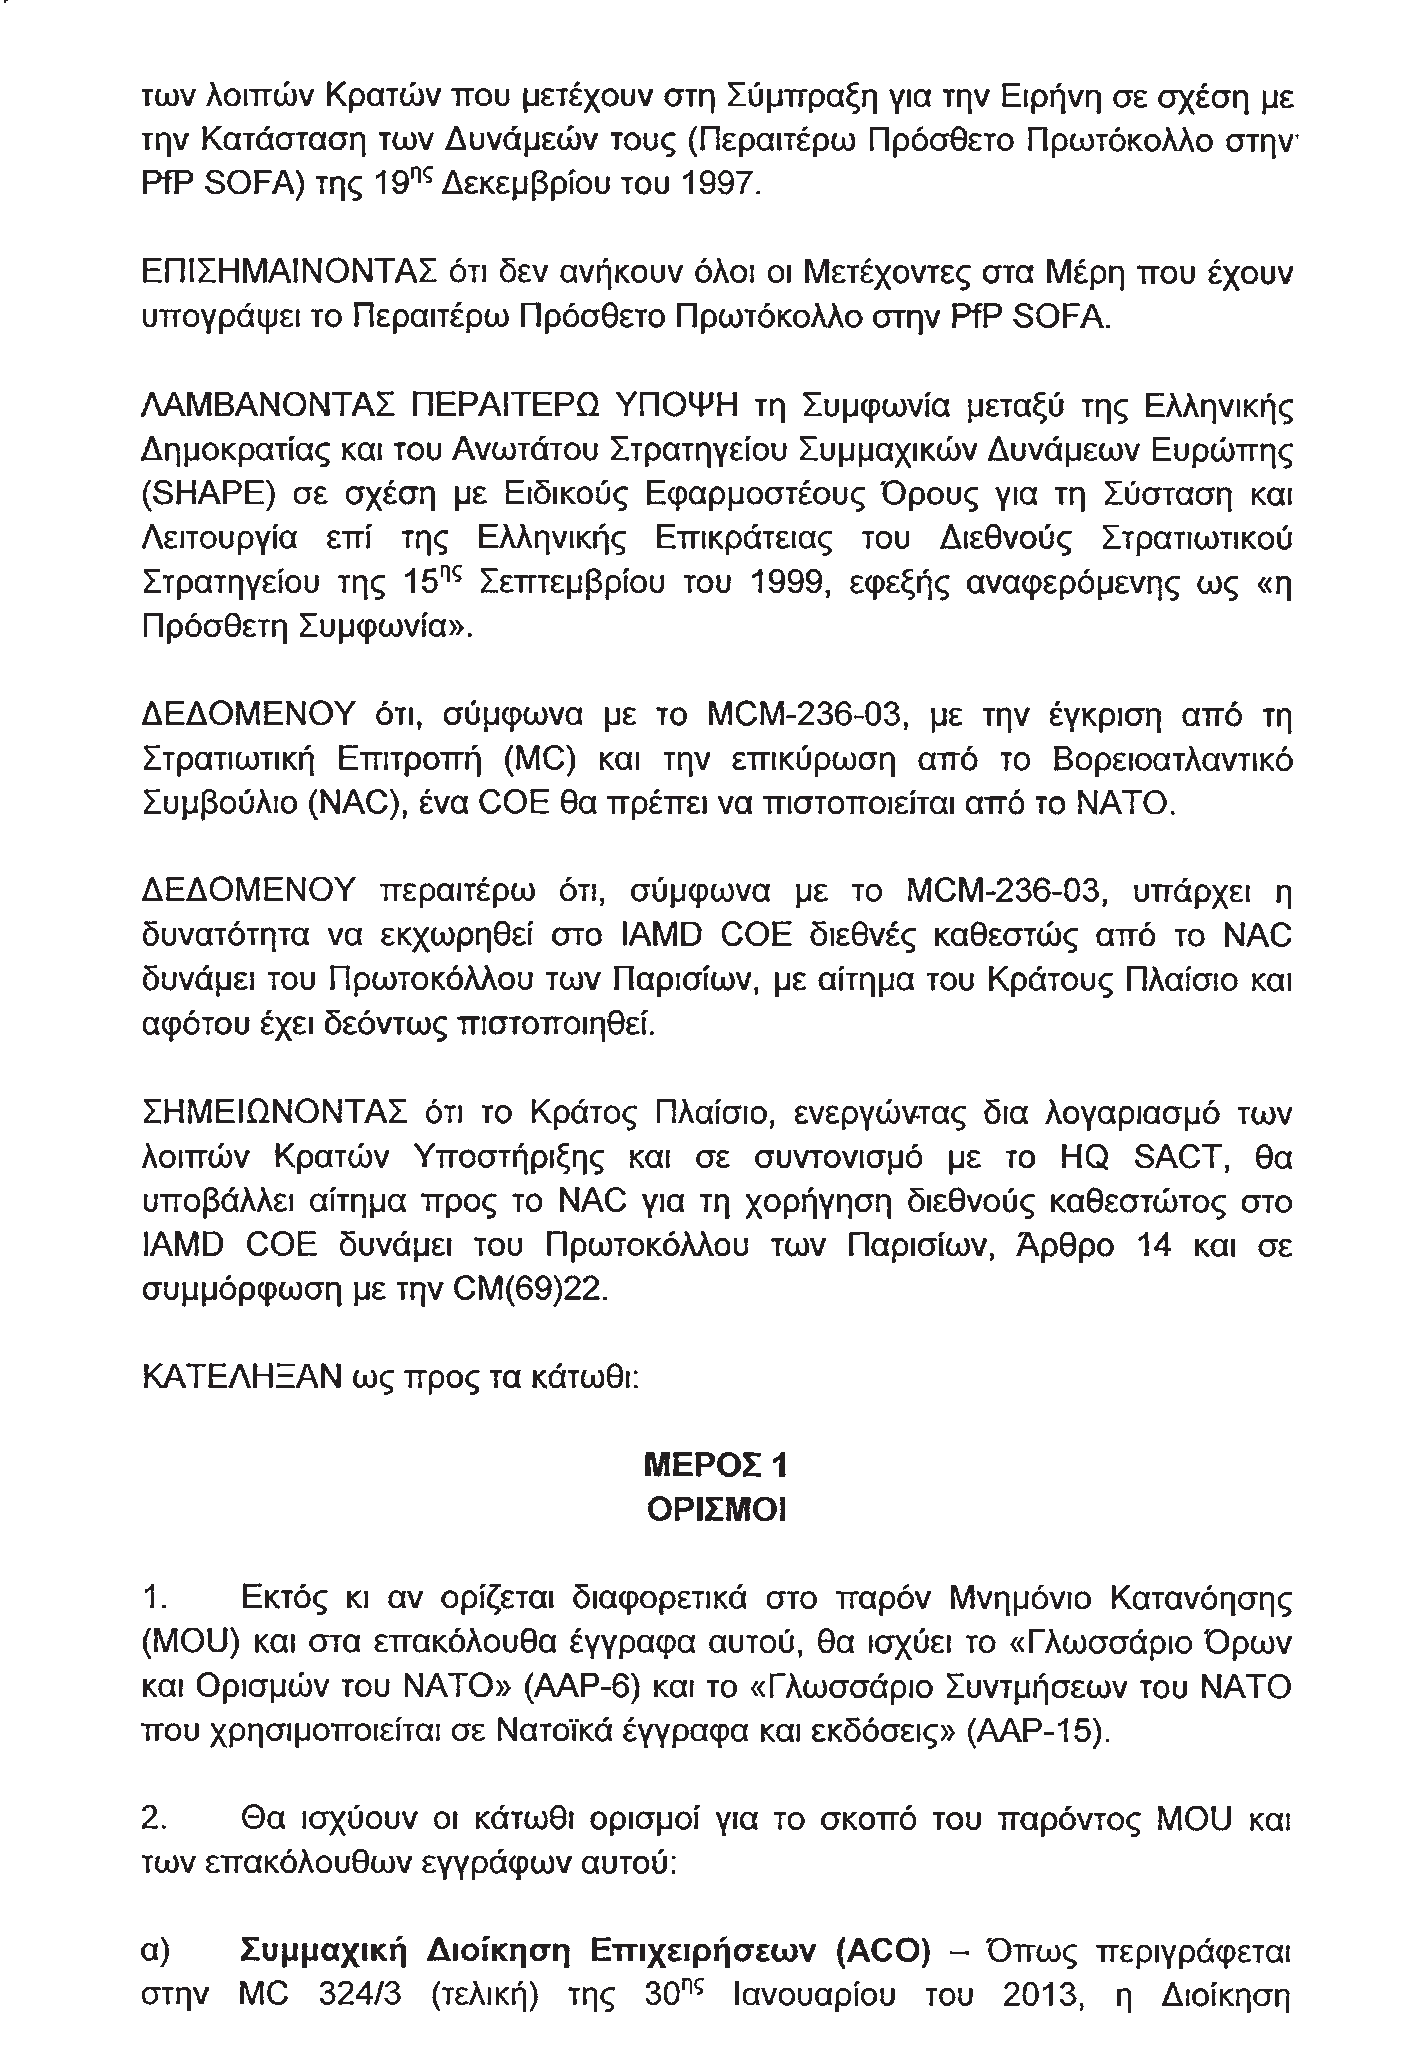 των λοιπών Κρατών που μετέχουν στη Σύμπραξη για την Ειρήνη σε σχέση με
την Κατάσταση των Δυνάμεών τους (Περαιτέρω Πρόσθετο Πρωτόκολλο στην
PfP SOFA) της 19ης Δεκεμβρίου του 1997.
ΕΠΙΣΗΜΑΙΝΟΝΤΑΣ ότι δεν ανήκουν όλοι οι Μετέχοντες στα Μέρη που έχουν
υπογράψει το Περαιτέρω Πρόσθετο Πρωτόκολλο στην PfP SOFA.
ΛΑΜΒΑΝΟΝΤΑΣ ΠΕΡΑΙΤΕΡΩ ΥΠΟΨΗ τη Συμφωνία μεταξύ της Ελληνικής
Δημοκρατίας και του Ανωτάτου Στρατηγείου Συμμαχικών Δυνάμεων Ευρώπης
(SHAPE) σε σχέση με Ειδικούς Εφαρμοστέους Όρους για τη Σύσταση και
Λειτουργία επί της Ελληνικής Επικράτειας του Διεθνούς Στρατιωτικού
Στρατηγείου της 15ης Σεπτεμβρίου του 1999, εφεξής αναφερόμενης ως «η
Πρόσθετη Συμφωνία».
ΔΕΔΟΜΕΝΟΥ ότι, σύμφωνα με το MCM-236-03, με την έγκριση από τη
Στρατιωτική Επιτροπή (MC) και την επικύρωση από το Βορειοατλαντικό
Συμβούλιο (NAC), ένα COE θα πρέπει να πιστοποιείται από το ΝΑΤΟ.
ΔΕΔΟΜΕΝΟΥ περαιτέρω ότι, σύμφωνα με το MCM-236-03, υπάρχει η
δυνατότητα να εκχωρηθεί στο IAMD COE διεθνές καθεστώς από το NAC
δυνάμει του Πρωτοκόλλου των Παρισίων, με αίτημα του Κράτους Πλαίσιο και
αφότου έχει δεόντως πιστοποιηθεί.
ΣΗΜΕΙΩΝΟΝΤΑΣ ότι το Κράτος Πλαίσιο, ενεργώντας δια λογαριασμό των
λοιπών Κρατών Υποστήριξης και σε συντονισμό με το HQ SACT, θα
υποβάλλει αίτημα προς το NAC για τη χορήγηση διεθνούς καθεστώτος στο
IAMD COE δυνάμει του Πρωτοκόλλου των Παρισίων, Άρθρο 14 και σε
συμμόρφωση με την CM(69)22.
ΚΑΤΕΛΗΞΑΝ ως προς τα κάτωθι:
ΜΕΡΟΣ 1
ΟΡΙΣΜΟΙ
1. Εκτός κι αν ορίζεται διαφορετικά στο παρόν Μνημόνιο Κατανόησης
(MOU) και στα επακόλουθα έγγραφα αυτού, θα ισχύει το «Γλωσσάριο Όρων
και Ορισμών του ΝΑΤΟ» (AAP-6) και το «Γλωσσάριο Συντμήσεων του ΝΑΤΟ
που χρησιμοποιείται σε Νατοϊκά έγγραφα και εκδόσεις» (AAP-15).
2. Θα ισχύουν οι κάτωθι ορισμοί για το σκοπό του παρόντος MOU και
των επακόλουθων εγγράφων αυτού:
α) Συμμαχική Διοίκηση Επιχειρήσεων (ACO) – Όπως περιγράφεται
στην MC 324/3 (τελική) της 30ης Ιανουαρίου του 2013, η Διοίκηση